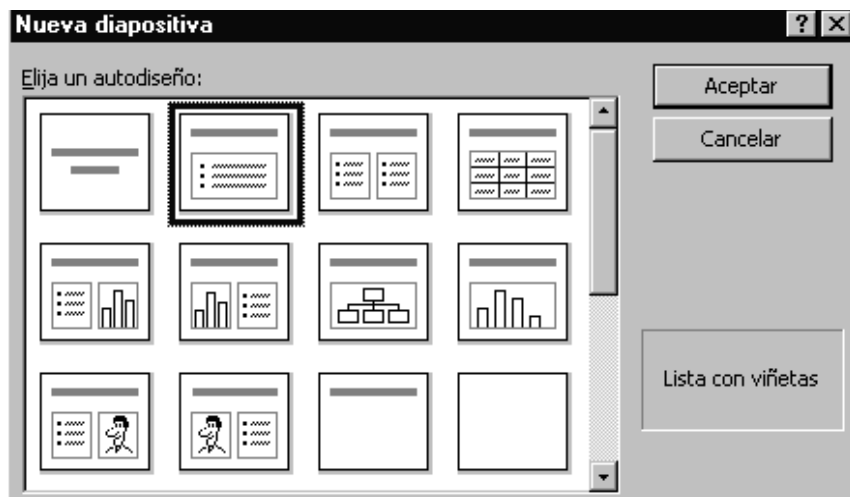 Nueva diapositiva
Elija un autodiseño:
Aceptar
Cancelar
Lista con viñetas